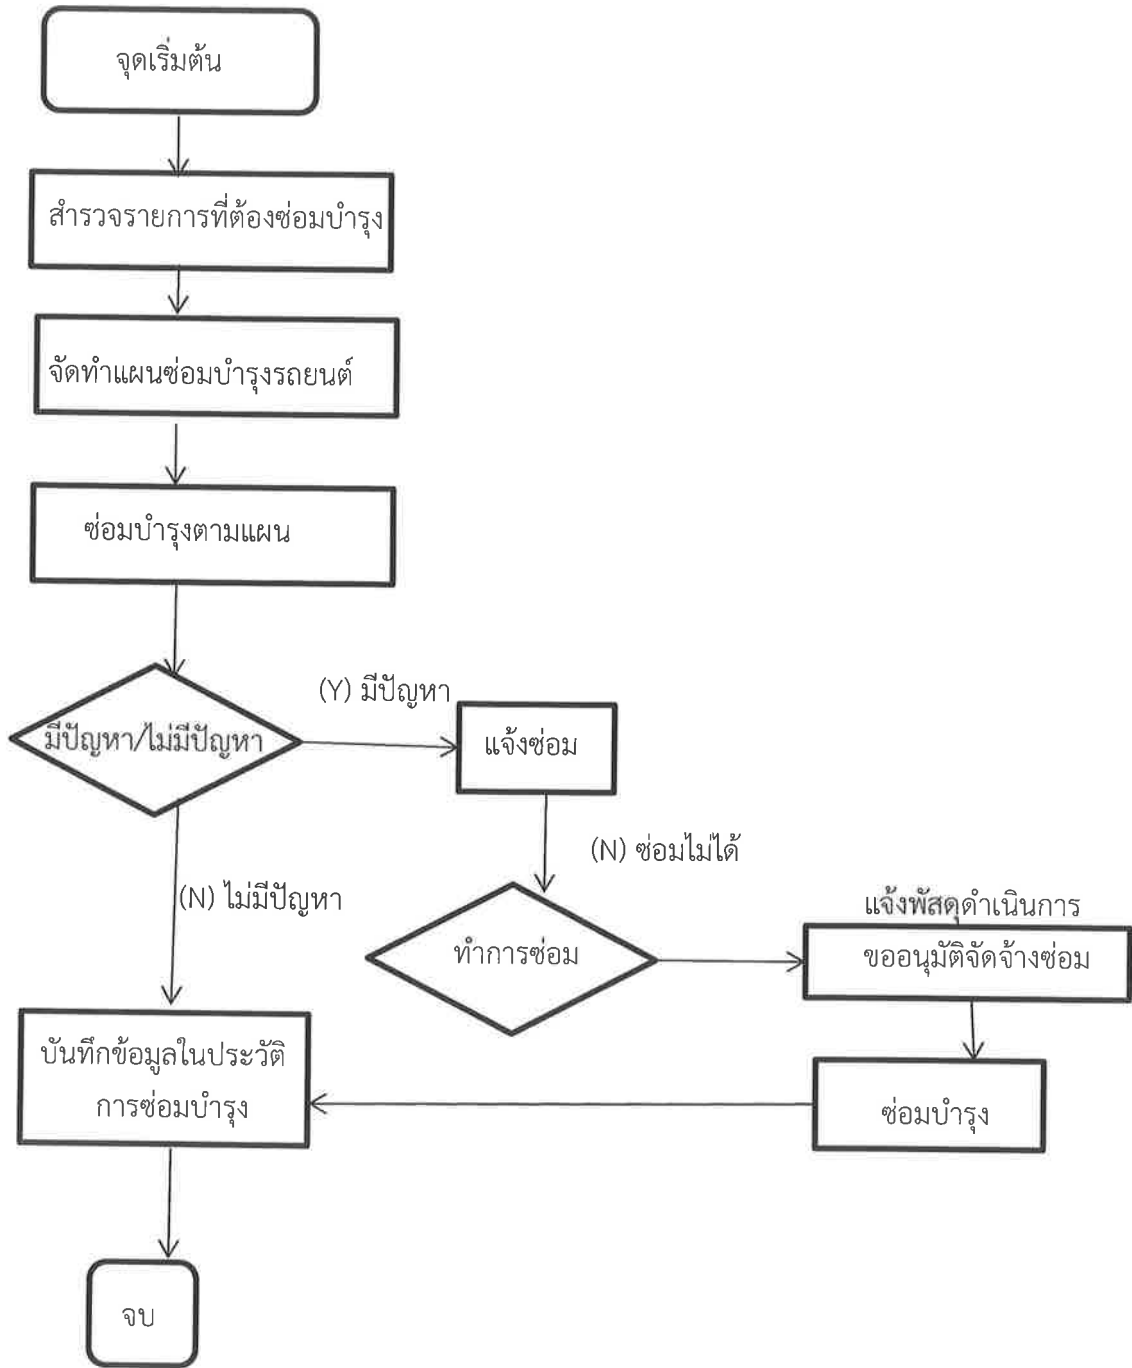 จุดเริ่มต้น
สำรวจรายการที่ต้องซ่อมบำรุง
จัดทำแผนซ่อมบำรุงรถยนต์
ซ่อมบำรุงตามแผน
มีปัญหา/ไม่มีปัญหา
(Y) มีปัญหา
แจ้งซ่อม
(N) ซ่อมไม่ได้
(N) ไม่มีปัญหา
ทำการซ่อม
แจ้งพัสดุดำเนินการ
ขออนุมัติจัดจ้างซ่อม
บันทึกข้อมูลในประวัติ
การซ่อมบำรุง
ซ่อมบำรุง
จบ